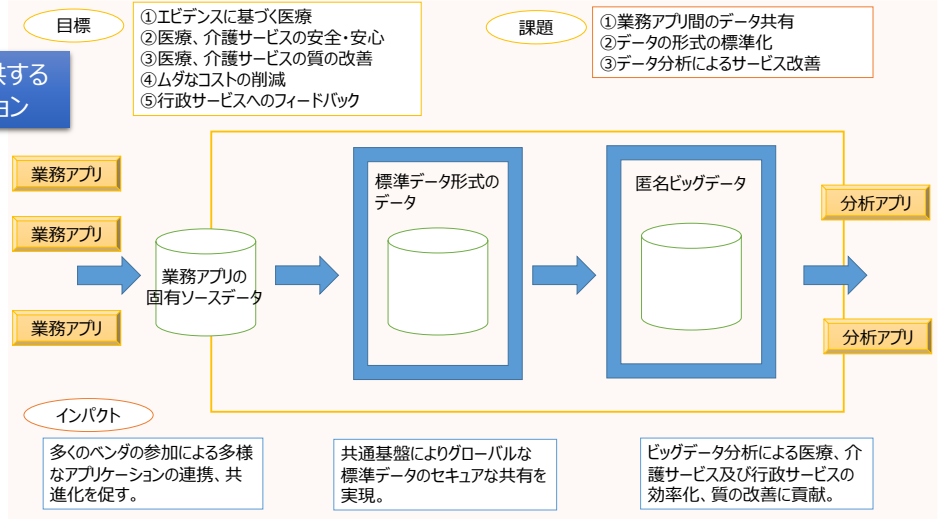 目標
①エビデンスに基づく医療
②医療、介護サービスの安全・安心
③医療、介護サービスの質の改善
④ムダなコストの削減
⑤行政サービスへのフィードバック
課題
①業務アプリ間のデータ共有
②データの形式の標準化
③データ分析によるサービス改善
する
ョン
業務アプリ
業務アプリ
業務アプリ
業務アプリの
固有ソースデータ
標準データ形式の
データ
匿名ビッグデータ
分析アプリ
分析アプリ
インパクト
多くのベンダの参加による多様
なアプリケーションの連携、共
進化を促す。
共通基盤によりグローバルな
標準データのセキュアな共有を
実現。
ビッグデータ分析による医療、介
護サービス及び行政サービスの
効率化、質の改善に貢献。